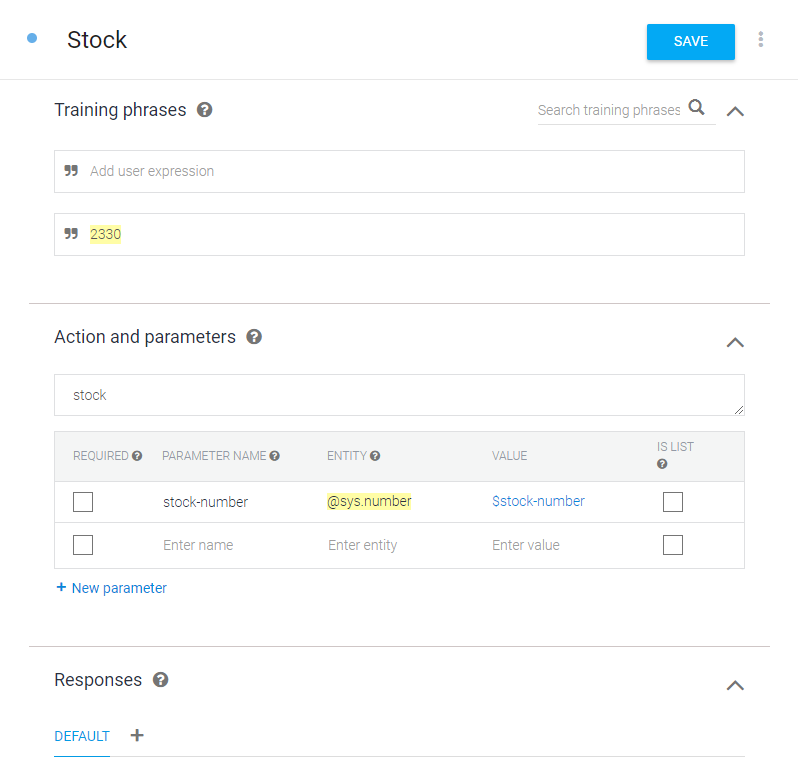 Stock
SAVE
Training phrases
Search training phrases
Add user expression
2330
Action and parameters
stock
REQUIRED PARAMETER NAME ENTITY VALUE IS LIST
stock-number @sys.number $stock-number
Enter name Enter entity Enter value
+ New parameter
Responses
DEFAULT +